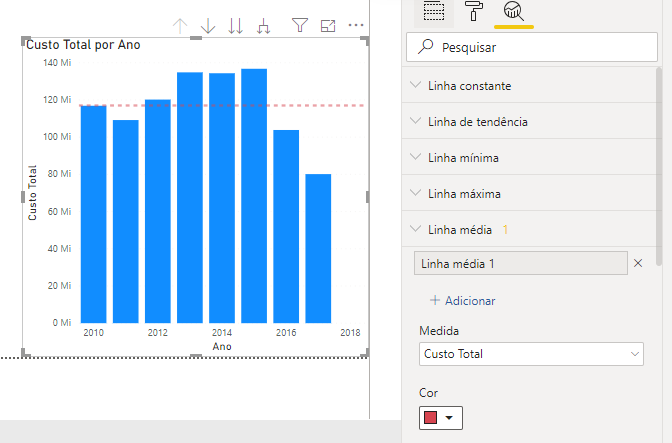 Custo Total por Ano
140 Mi
120 Mi
100 Mi
80 Mi
60 Mi
40 Mi
20 Mi
0 Mi
Custo Total
2010
2012
2014
2016
2018
Ano
Pesquisar
Linha constante
Linha de tendência
Linha mínima
Linha máxima
Linha média 1
Linha média 1
Adicionar
Medida
Custo Total
Cor